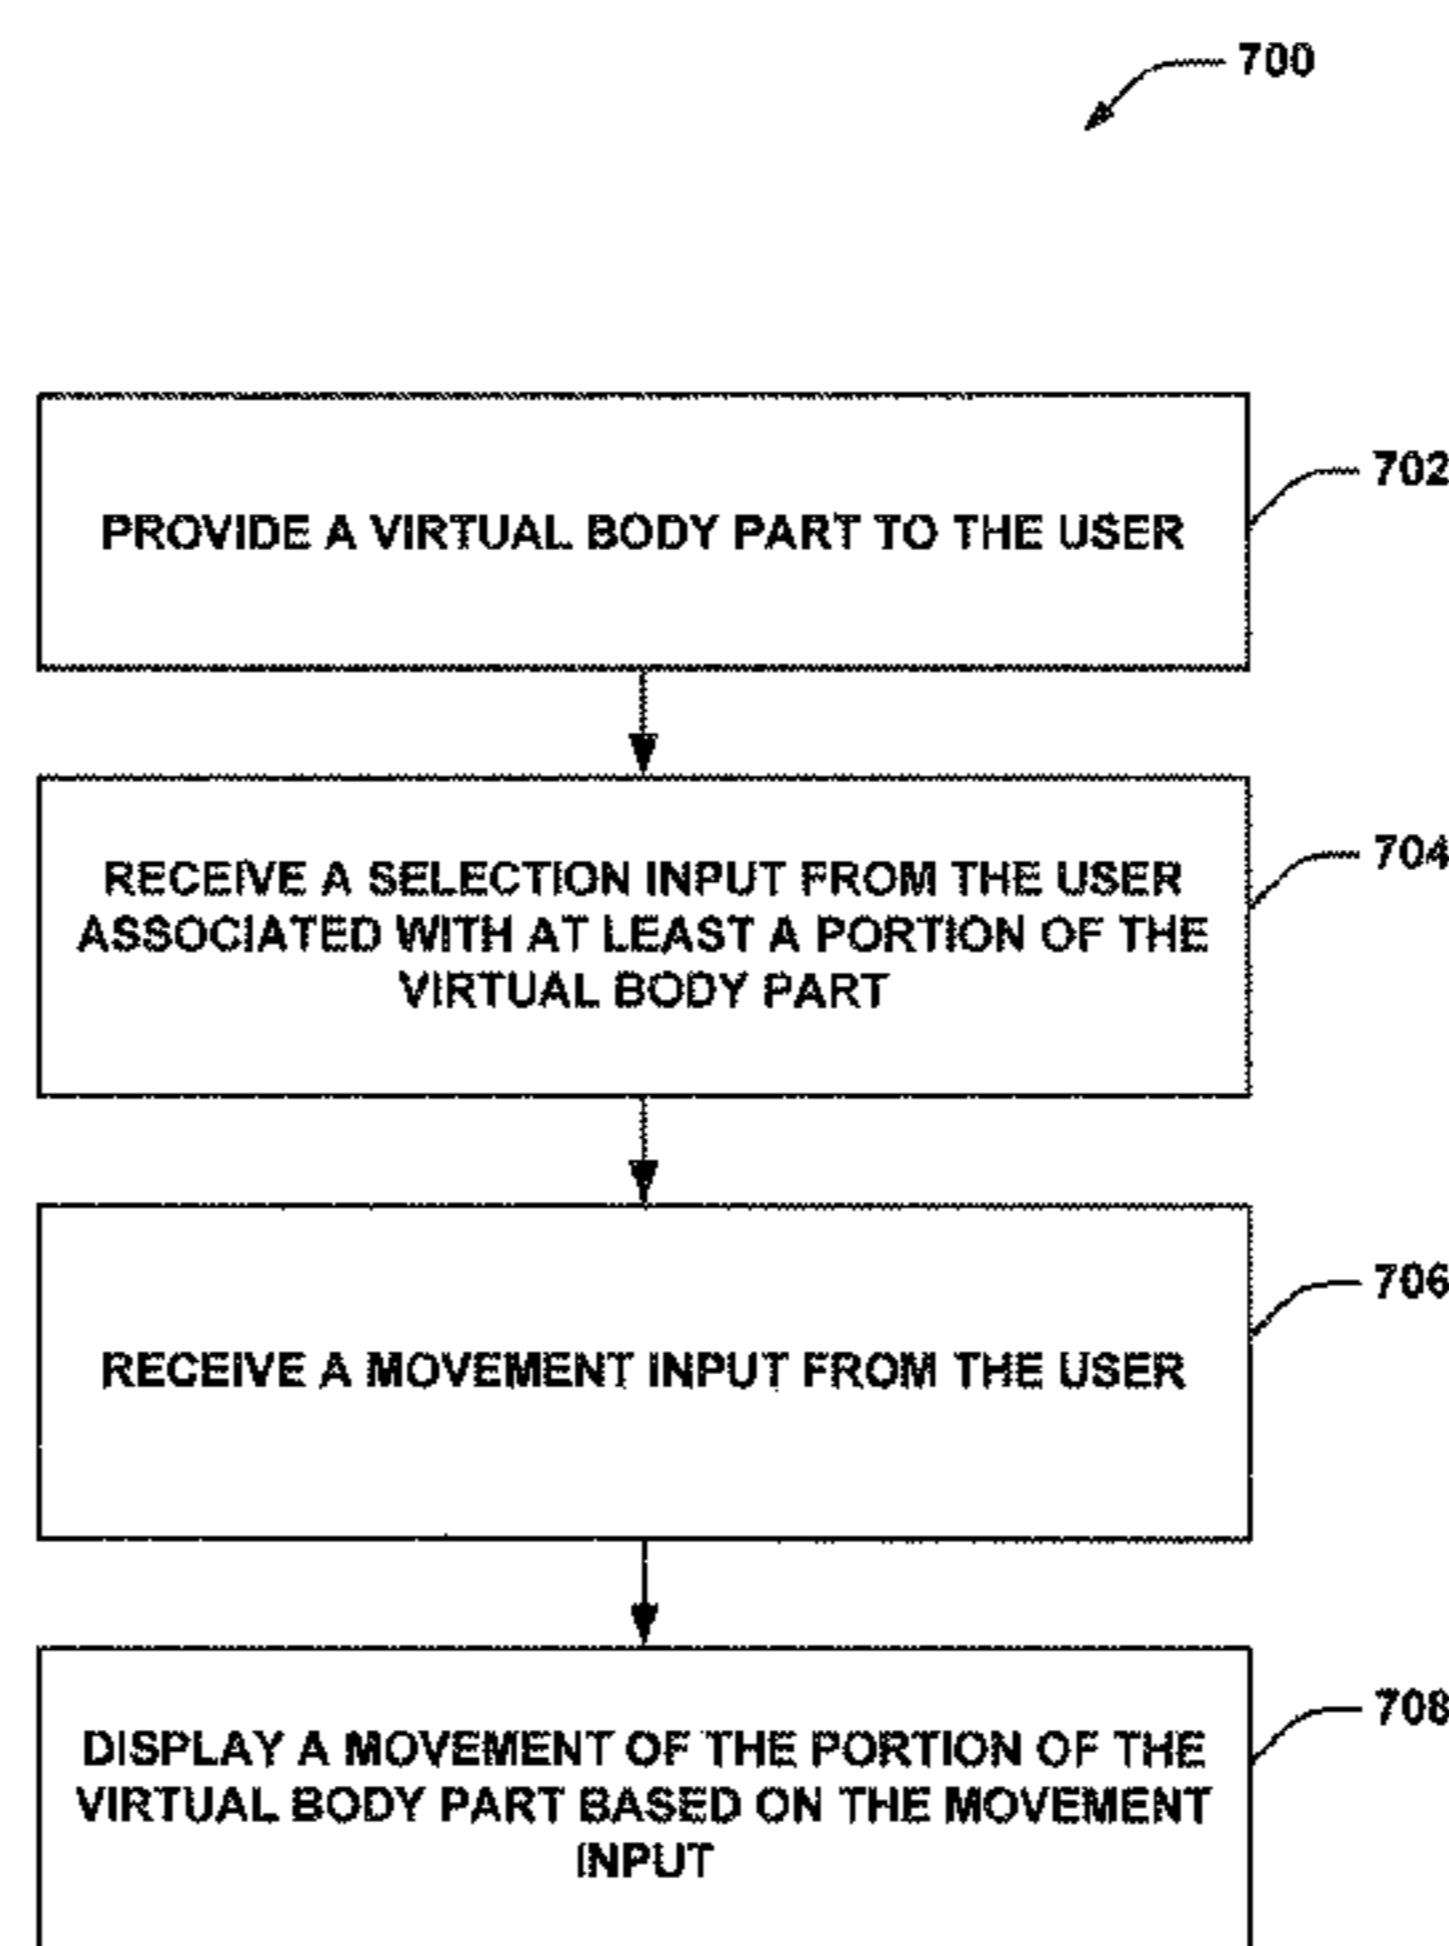 700
PROVIDE A VIRTUAL BODY PART TO THE USER
702
RECEIVE A SELECTION INPUT FROM THE USER
ASSOCIATED WITH AT LEAST A PORTION OF THE
VIRTUAL BODY PART
704
RECEIVE A MOVEMENT INPUT FROM THE USER
706
DISPLAY A MOVEMENT OF THE PORTION OF THE
VIRTUAL BODY PART BASED ON THE MOVEMENT
INPUT
708